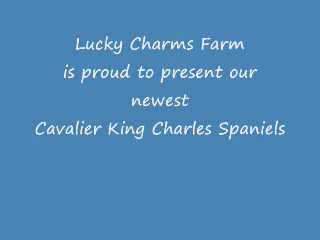 Lucky Charms Farm
is proud to present our
newest
Cavalier King Charles Spaniels